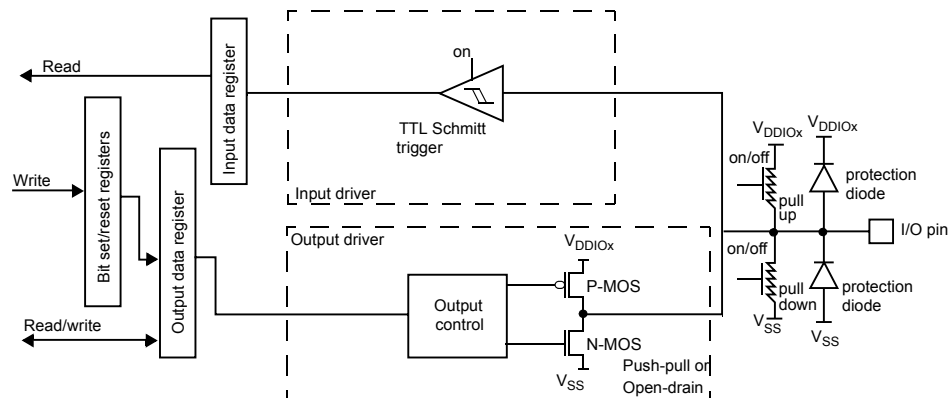 on
Read
Input data register
TTL Schmitt
trigger
Input driver
Write
Bit set/reset registers
Output data register
Read/write
Output driver
VDDIOx
P-MOS
Output
control
N-MOS
VSS
Push-pull or
Open-drain
VDDIOx
VDDIOx
on/off
pull
up
protection
diode
I/O pin
on/off
pull
down
protection
diode
VSS
VSS